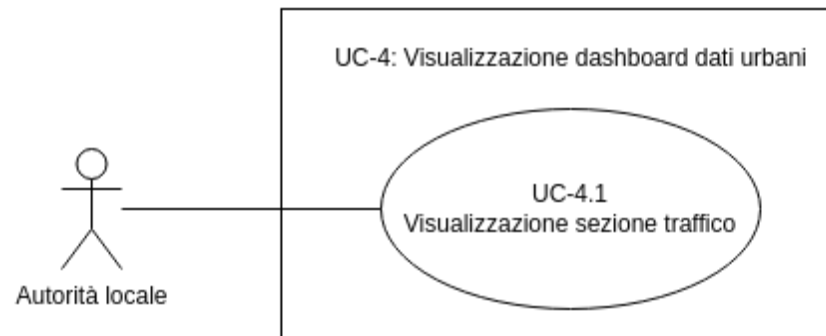 UC-4: Visualizzazione dashboard dati urbani
UC-4.1
Visualizzazione sezione traffico
Autorità locale